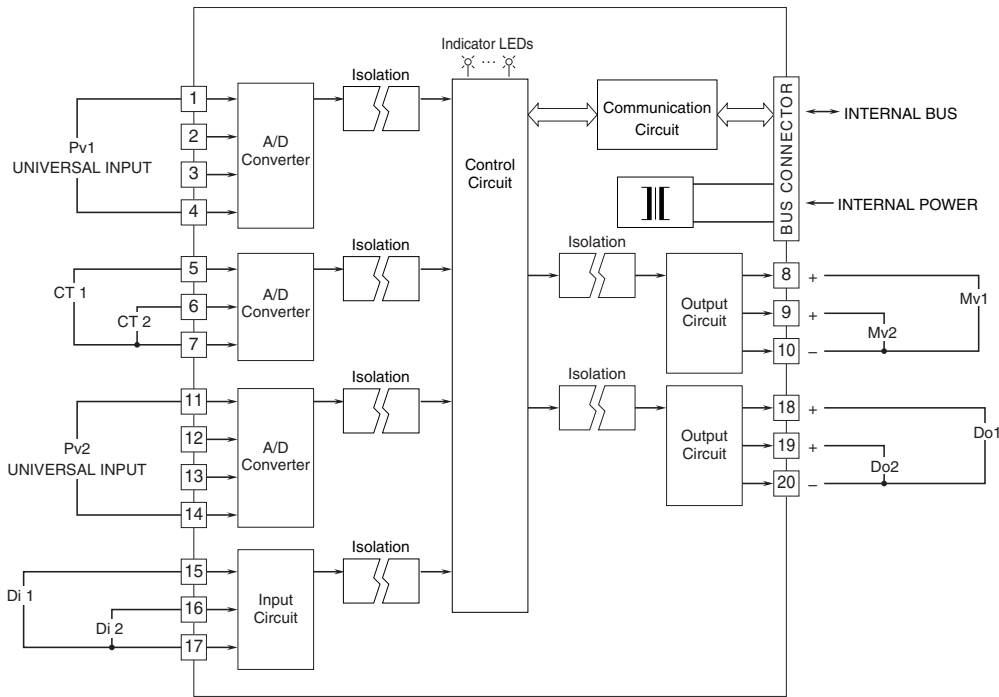 Indicator LEDs
...
Isolation
1
2
3
4
Pv1
UNIVERSAL INPUT
A/D
Converter
Control
Circuit
Communication
Circuit
BUS CONNECTOR
INTERNAL BUS
INTERNAL POWER
Isolation
5
6
7
CT 1
CT 2
A/D
Converter
Isolation
Output
Circuit
8 +
9 +
10 –
Mv1
Mv2
Isolation
11
12
13
14
Pv2
UNIVERSAL INPUT
A/D
Converter
Isolation
Output
Circuit
18 +
19 +
20 –
Do1
Do2
Isolation
15
16
17
Di 1
Di 2
Input
Circuit